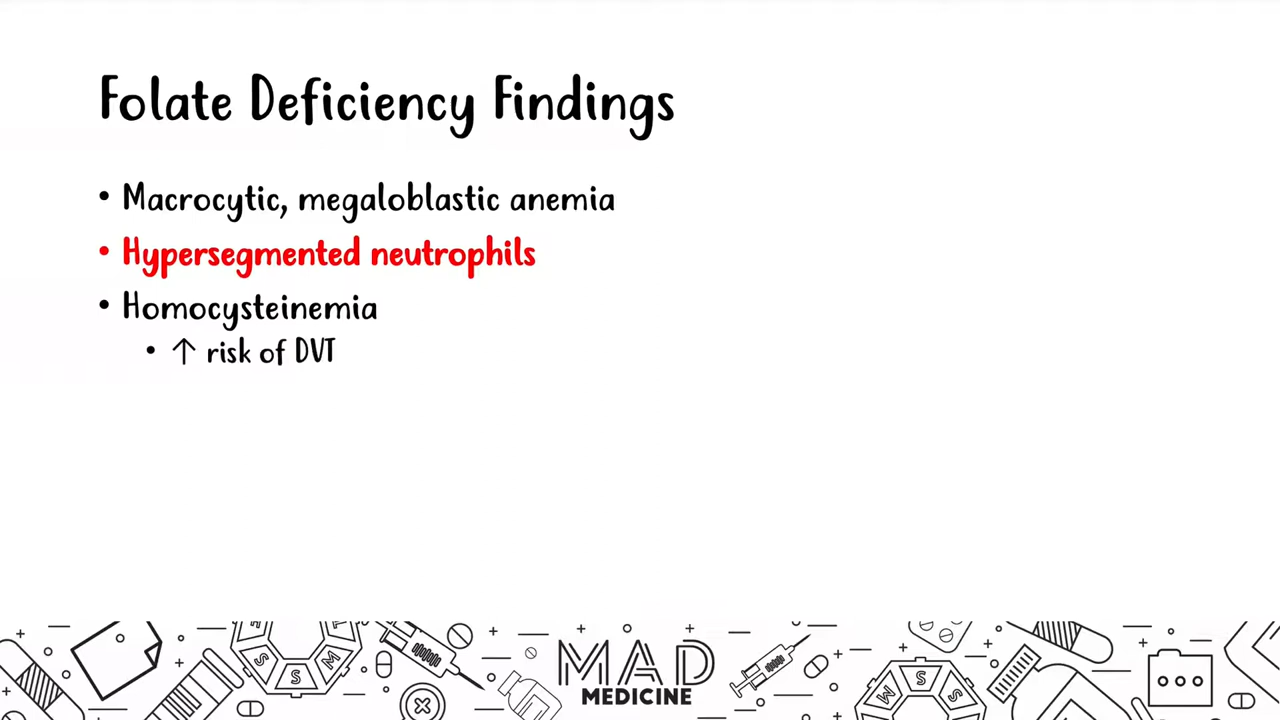 Folate Deficiency Findings
• Macrocytic, megaloblastic anemia
• Hypersegmented neutrophils
• Homocysteinemia
• ↑ risk of DVT
MAD
MEDICINE